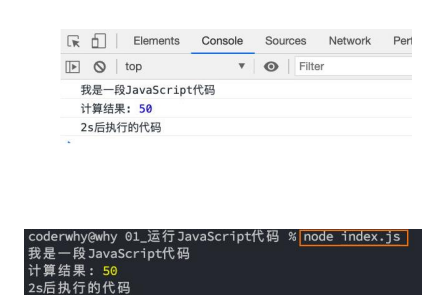 Elements Console Sources Network Per
top Filter
我是一段JavaScript代码
计算结果: 50
2s后执行的代码
coderwhy@why 01_运行JavaScript代码 % node index.js
我是一段JavaScript代码
计算结果: 50
2s后执行的代码